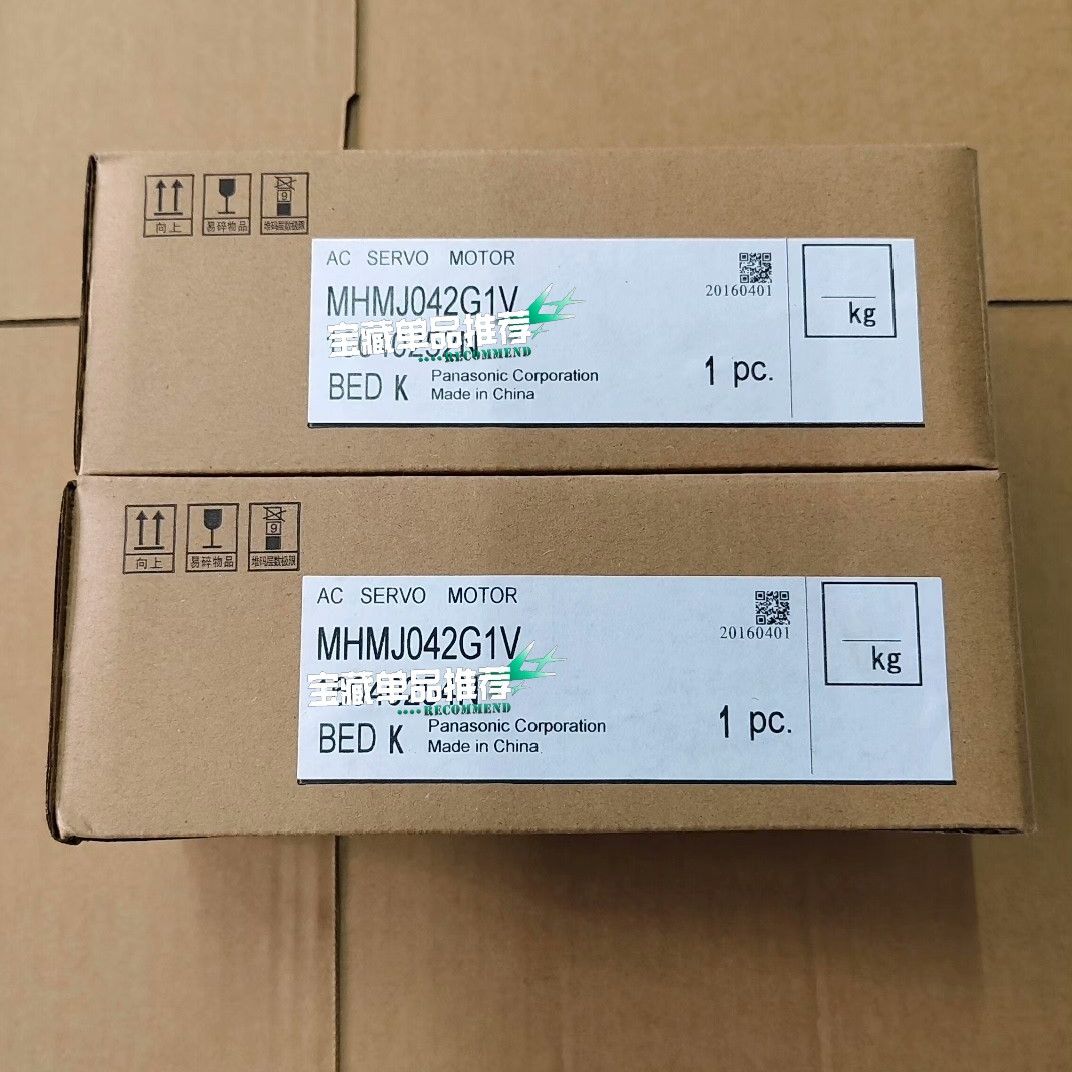 向上
易碎物品
9
堆码层数极限
AC SERVO MOTOR
20160401
MHMJ042G1V
kg
宝藏单品推荐
RECOMMEND
1 pc.
BED K
Panasonic Corporation
Made in China
向上
易碎物品
9
堆码层数极限
AC SERVO MOTOR
20160401
MHMJ042G1V
kg
宝藏单品推荐
RECOMMEND
1 pc.
BED K
Panasonic Corporation
Made in China